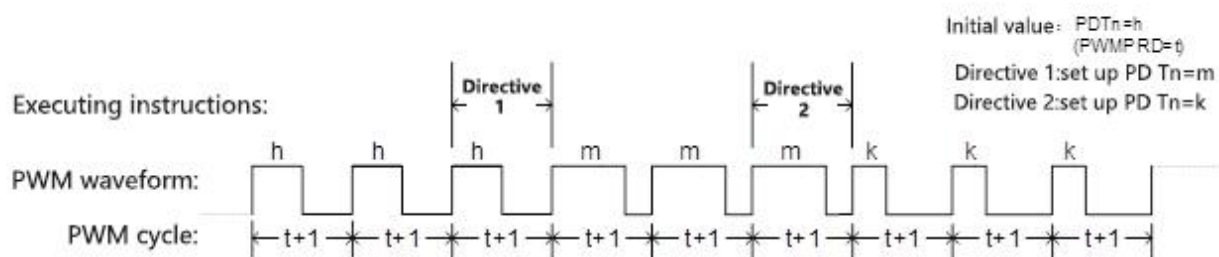 Initial value: PDTn=h
(PWMPRD=t)
Directive 1:set up PD Tn=m
Directive 2:set up PD Tn=k
Executing instructions:
Directive
1
Directive
2
h h h m m m k k k
PWM waveform:
PWM cycle:
t+1 t+1 t+1 t+1 t+1 t+1 t+1 t+1 t+1